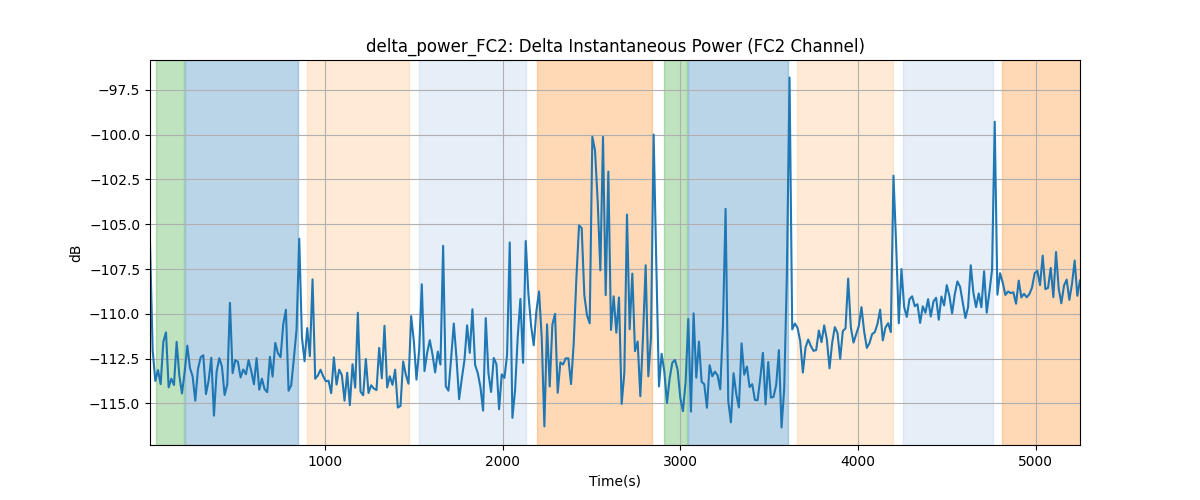 delta_power_FC2: Delta Instantaneous Power (FC2 Channel)
dB
−97.5
−100.0
−102.5
−105.0
−107.5
−110.0
−112.5
−115.0
1000 2000 3000 4000 5000
Time(s)